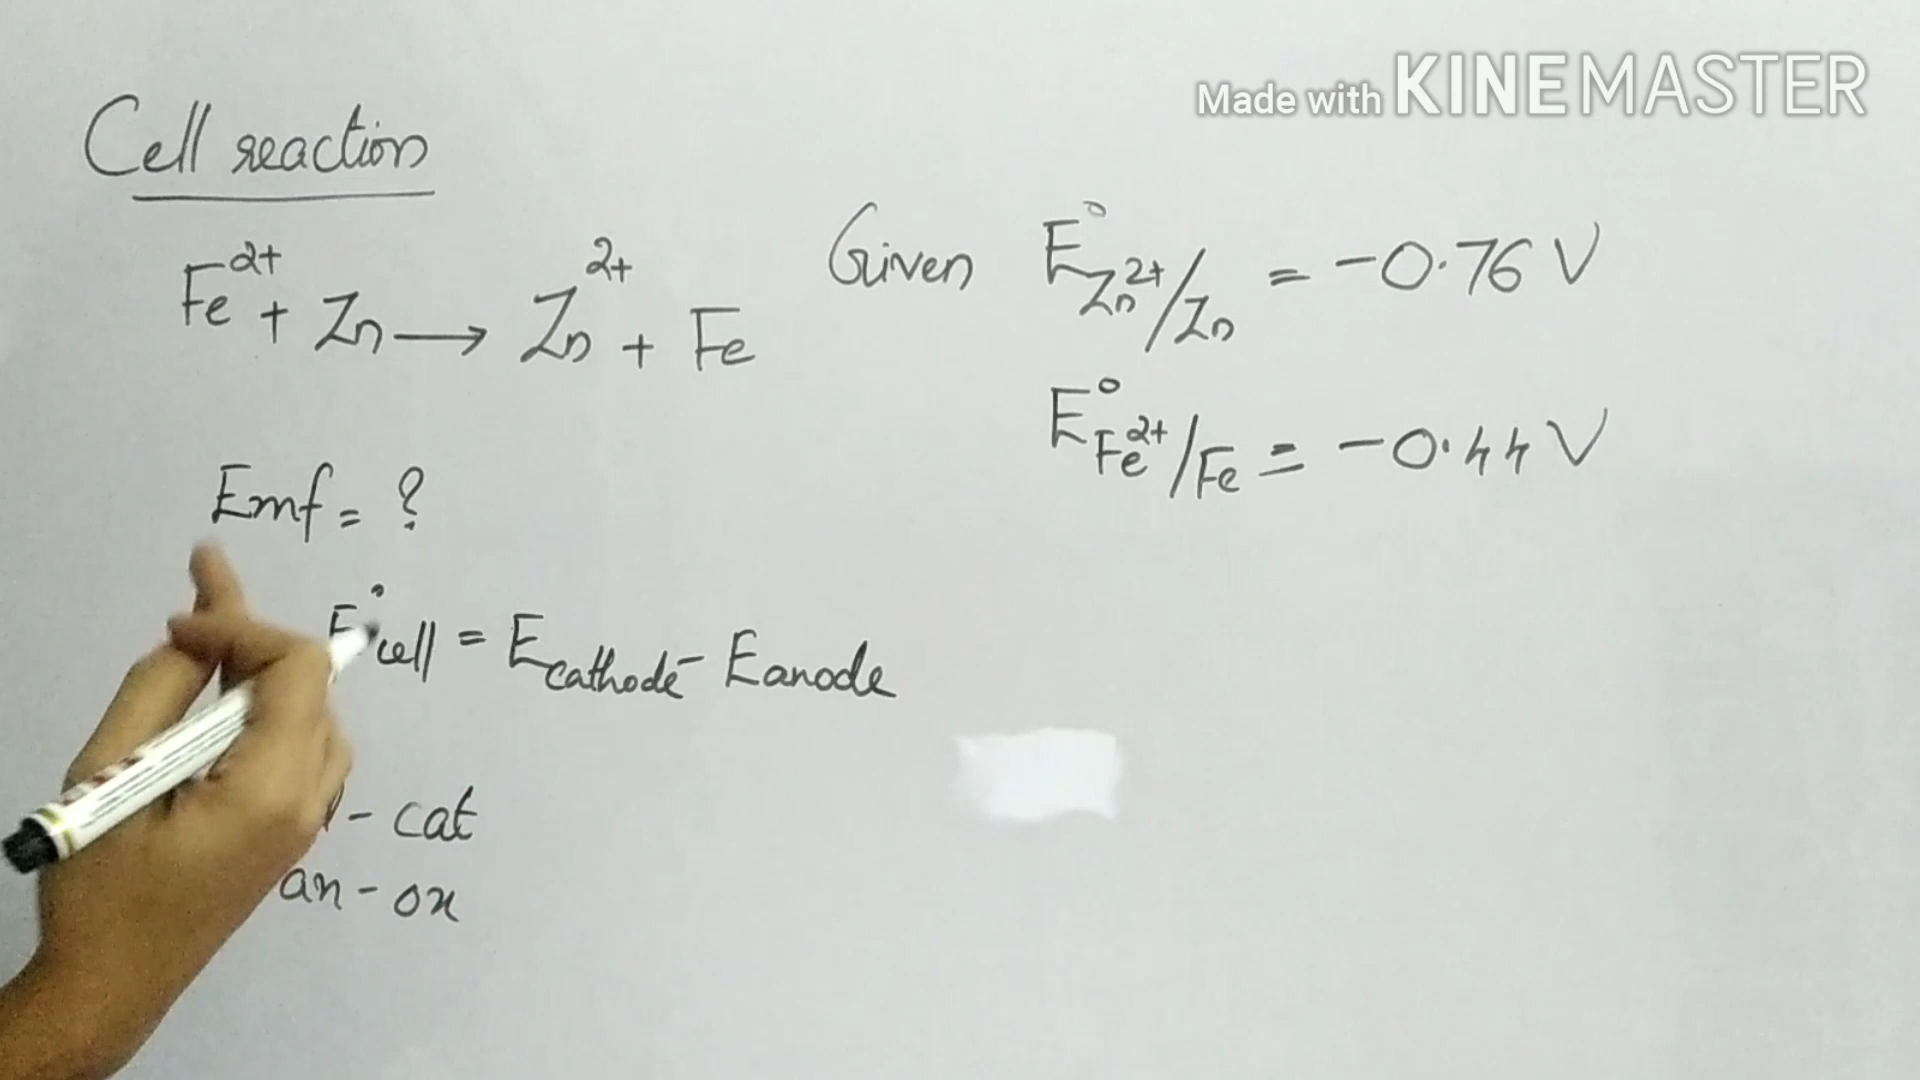 Made with KINEMASTER
Cell reaction
Fe²⁺ + Zn ⟶ Zn²⁺ + Fe
Given E°Zn²⁺/Zn = -0.76 V
E°Fe²⁺/Fe = -0.44 V
Emf = ?
E°cell = Ecathode - Eanode
- cat
an - ox